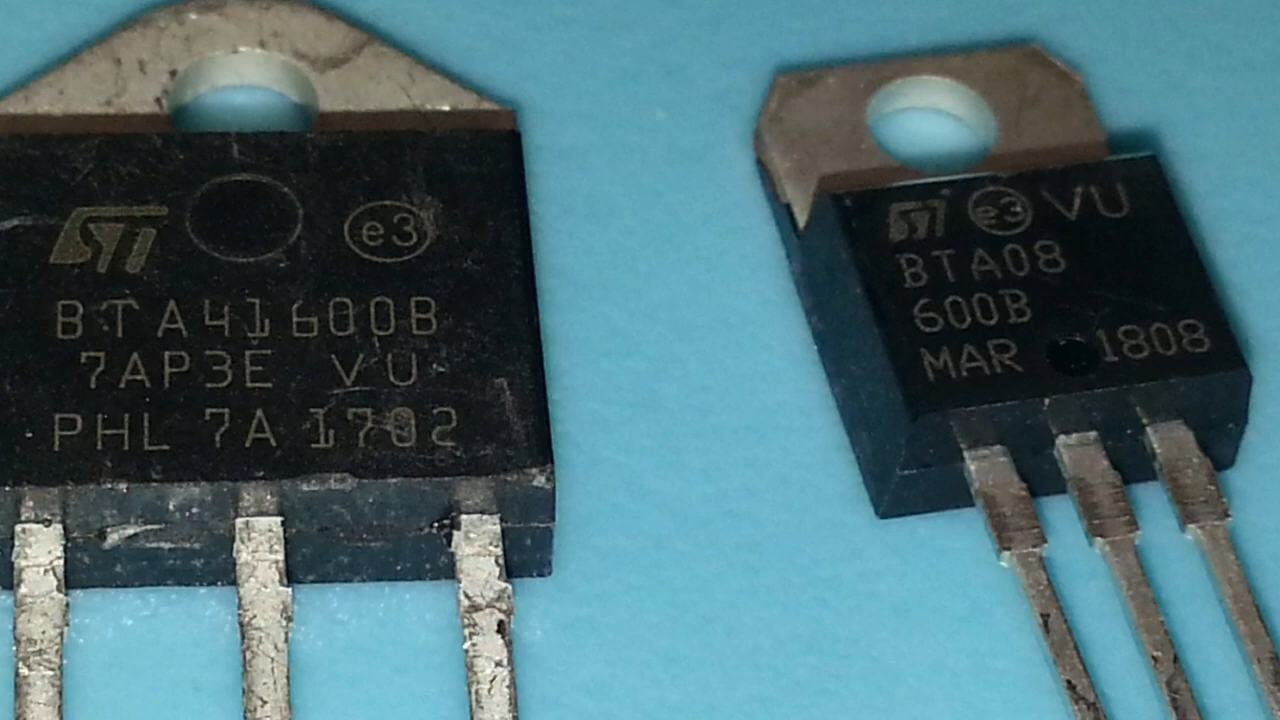 ST e3
BTA41600B
7AP3E VU
PHL 7A 1702
ST e3 VU
BTA08
600B
MAR 1808